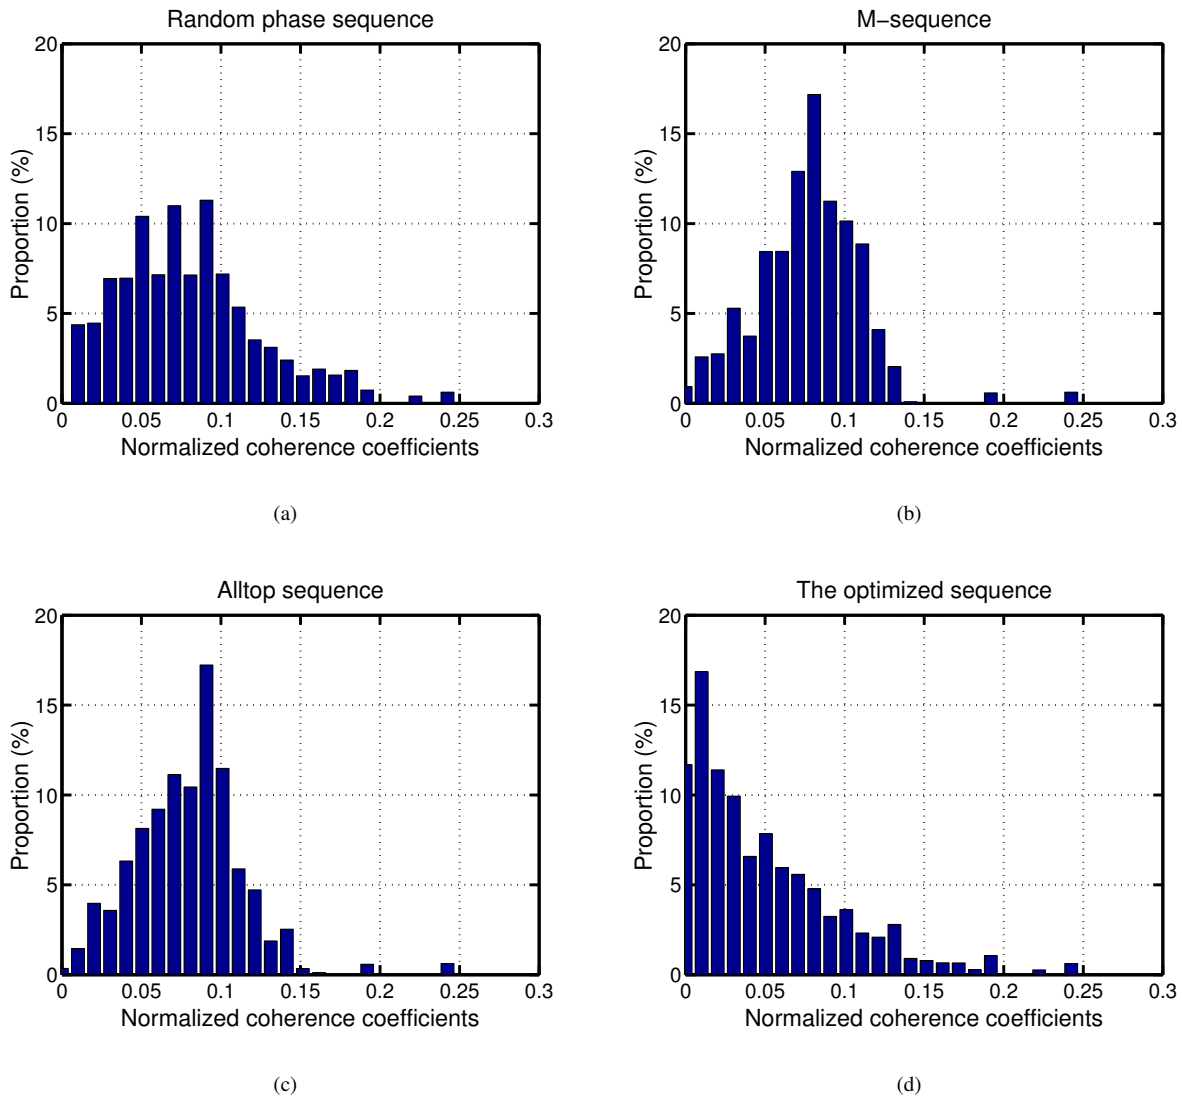 Random phase sequence
20
15
10
5
0
Proportion (%)
0 0.05 0.1 0.15 0.2 0.25 0.3
Normalized coherence coefficients
(a)
M−sequence
20
15
10
5
0
Proportion (%)
0 0.05 0.1 0.15 0.2 0.25 0.3
Normalized coherence coefficients
(b)
Alltop sequence
20
15
10
5
0
Proportion (%)
0 0.05 0.1 0.15 0.2 0.25 0.3
Normalized coherence coefficients
(c)
The optimized sequence
20
15
10
5
0
Proportion (%)
0 0.05 0.1 0.15 0.2 0.25 0.3
Normalized coherence coefficients
(d)